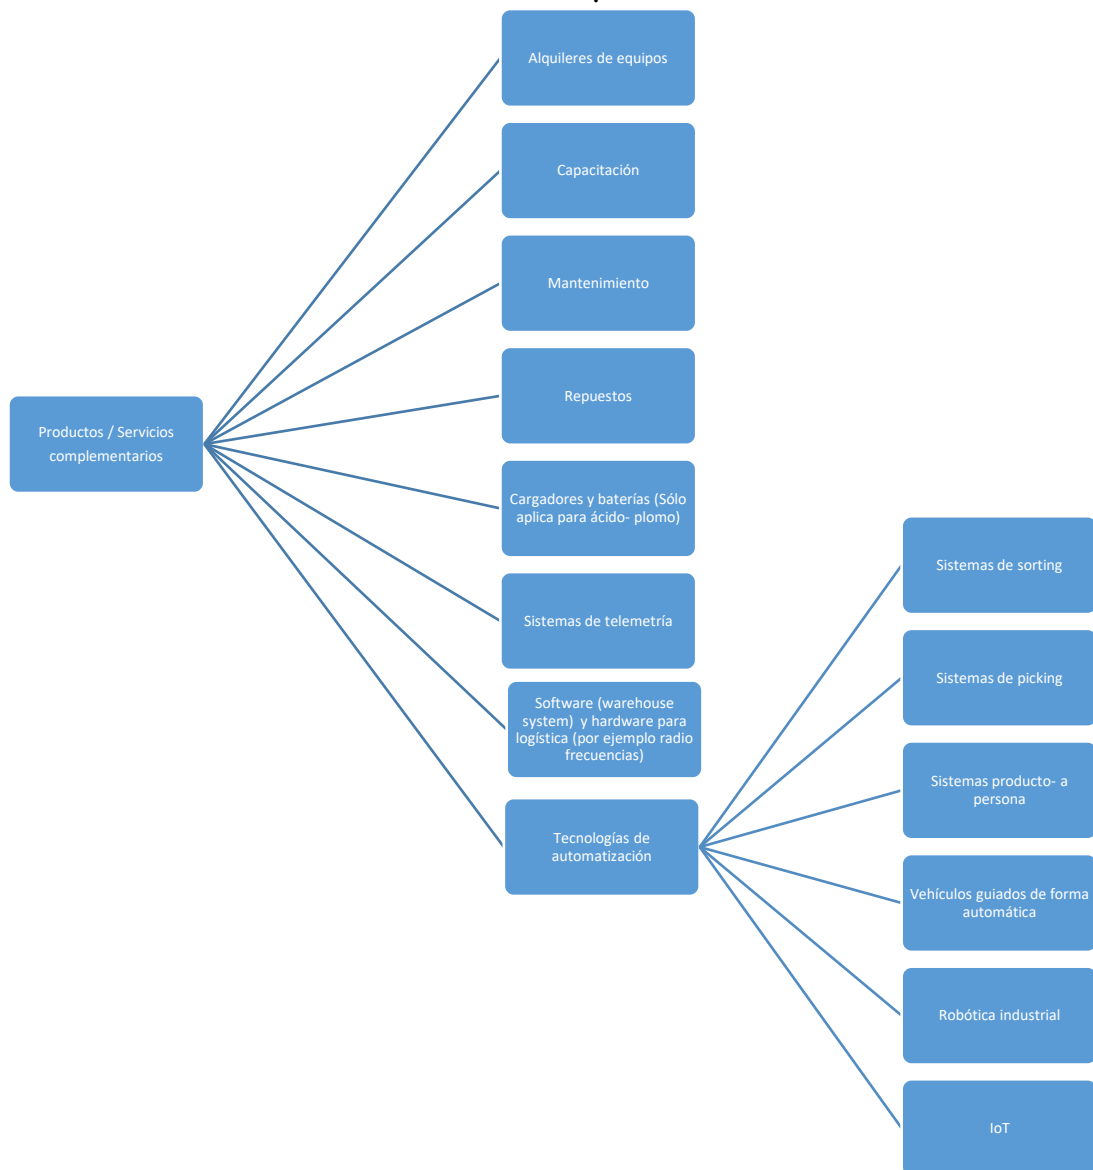 Alquileres de equipos
Capacitación
Mantenimiento
Repuestos
Productos / Servicios
complementarios
Cargadores y baterías (Sólo
aplica para ácido- plomo)
Sistemas de telemetría
Software (warehouse
system)  y hardware para
logística (por ejemplo radio
frecuencias)
Tecnologías de
automatización
Sistemas de sorting
Sistemas de picking
Sistemas producto- a
persona
Vehículos guiados de forma
automática
Robótica industrial
IoT